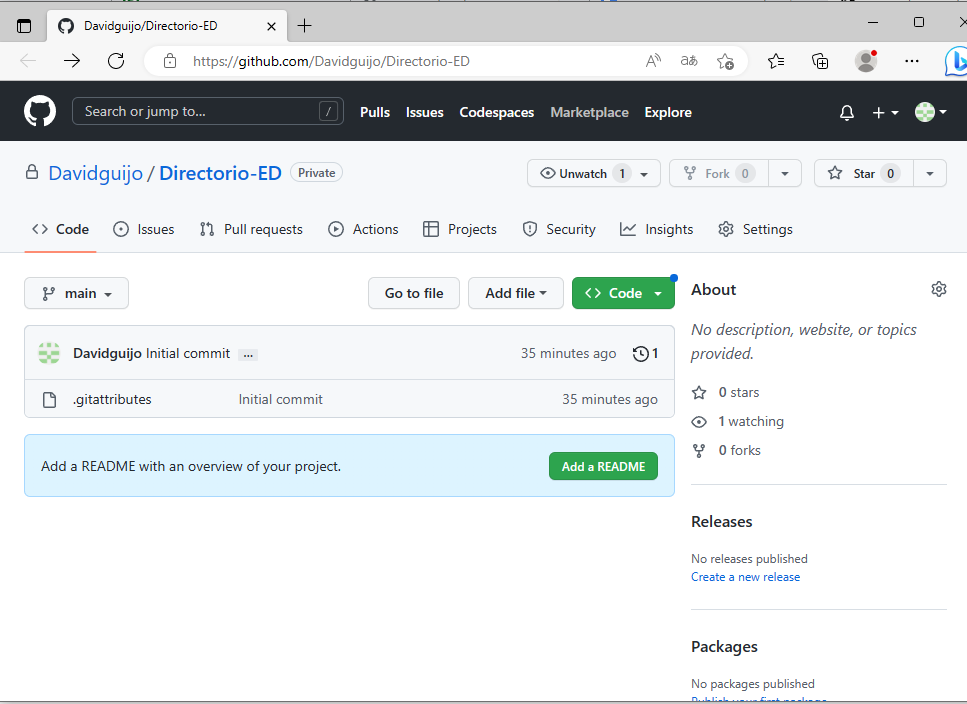 Davidguijo/Directorio-ED
https://github.com/Davidguijo/Directorio-ED
Search or jump to... / Pulls Issues Codespaces Marketplace Explore
Davidguijo / Directorio-ED Private Unwatch 1 Fork 0 Star 0
Code Issues Pull requests Actions Projects Security Insights Settings
main Go to file Add file Code
Davidguijo Initial commit ... 35 minutes ago 1
.gitattributes Initial commit 35 minutes ago
Add a README with an overview of your project. Add a README
About
No description, website, or topics
provided.
0 stars
1 watching
0 forks
Releases
No releases published
Create a new release
Packages
No packages published
Publish your first package